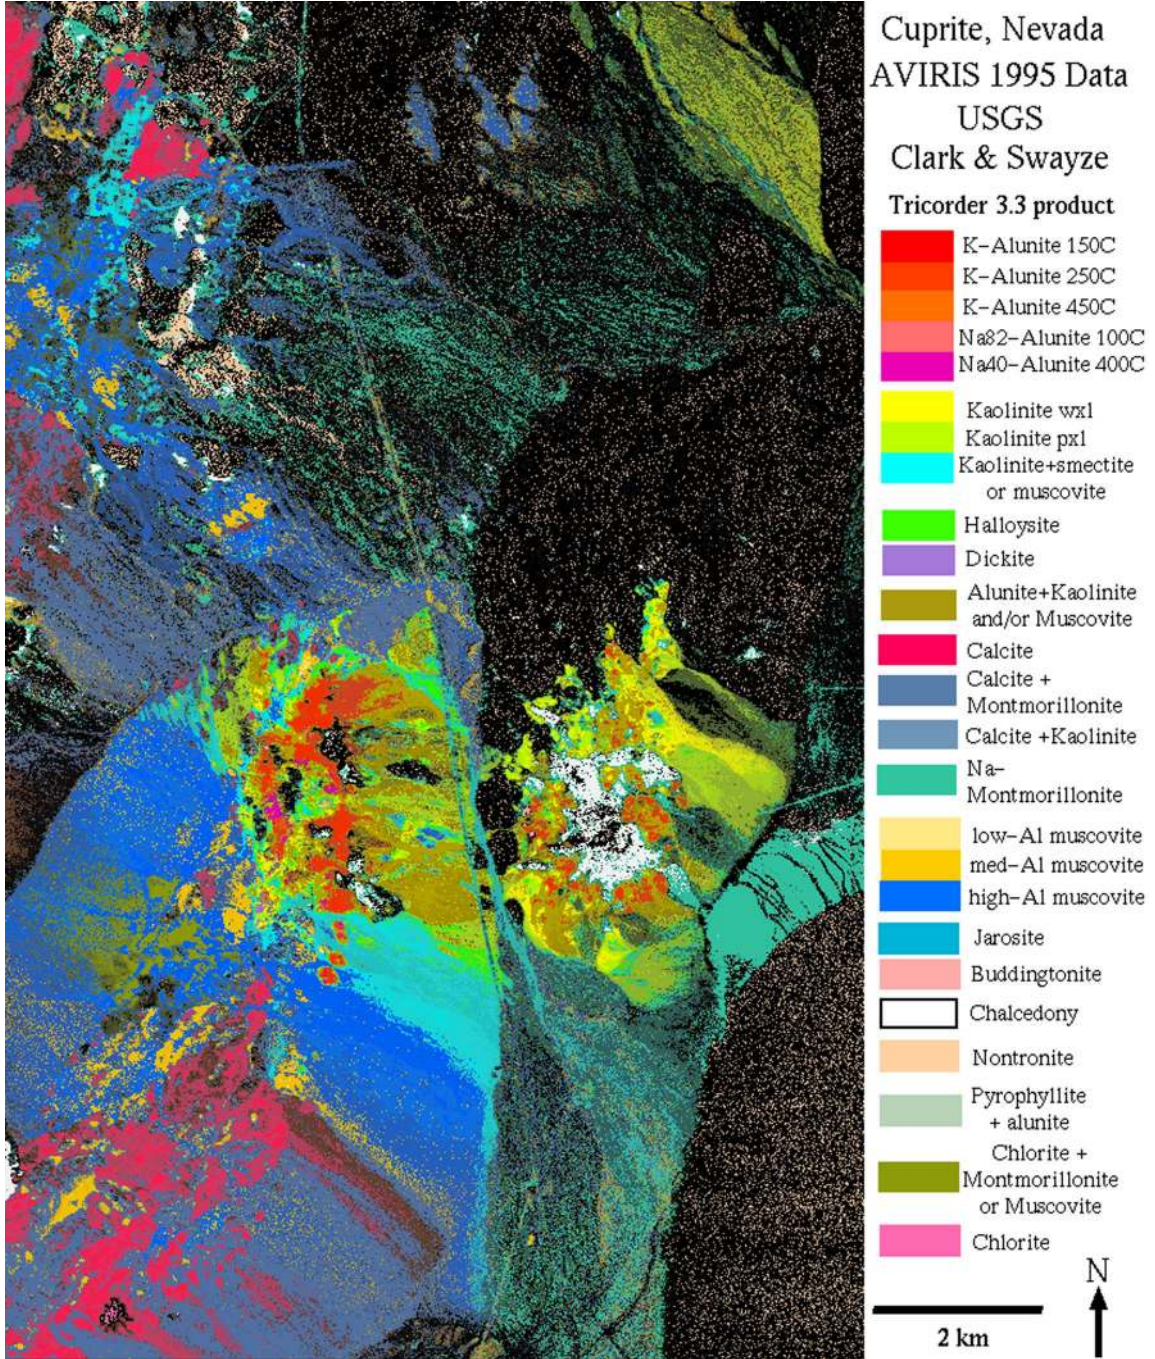 Cuprite, Nevada
AVIRIS 1995 Data
USGS
Clark & Swayze
Tricorder 3.3 product
K-Alunite 150C
K-Alunite 250C
K-Alunite 450C
Na82-Alunite 100C
Na40-Alunite 400C
Kaolinite wxl
Kaolinite pxl
Kaolinite+smectite
or muscovite
Halloysite
Dickite
Alunite+Kaolinite
and/or Muscovite
Calcite
Calcite +
Montmorillonite
Calcite +Kaolinite
Na-
Montmorillonite
low-Al muscovite
med-Al muscovite
high-Al muscovite
Jarosite
Buddingtonite
Chalcedony
Nontronite
Pyrophyllite
+ alunite
Chlorite +
Montmorillonite
or Muscovite
Chlorite
N
2 km